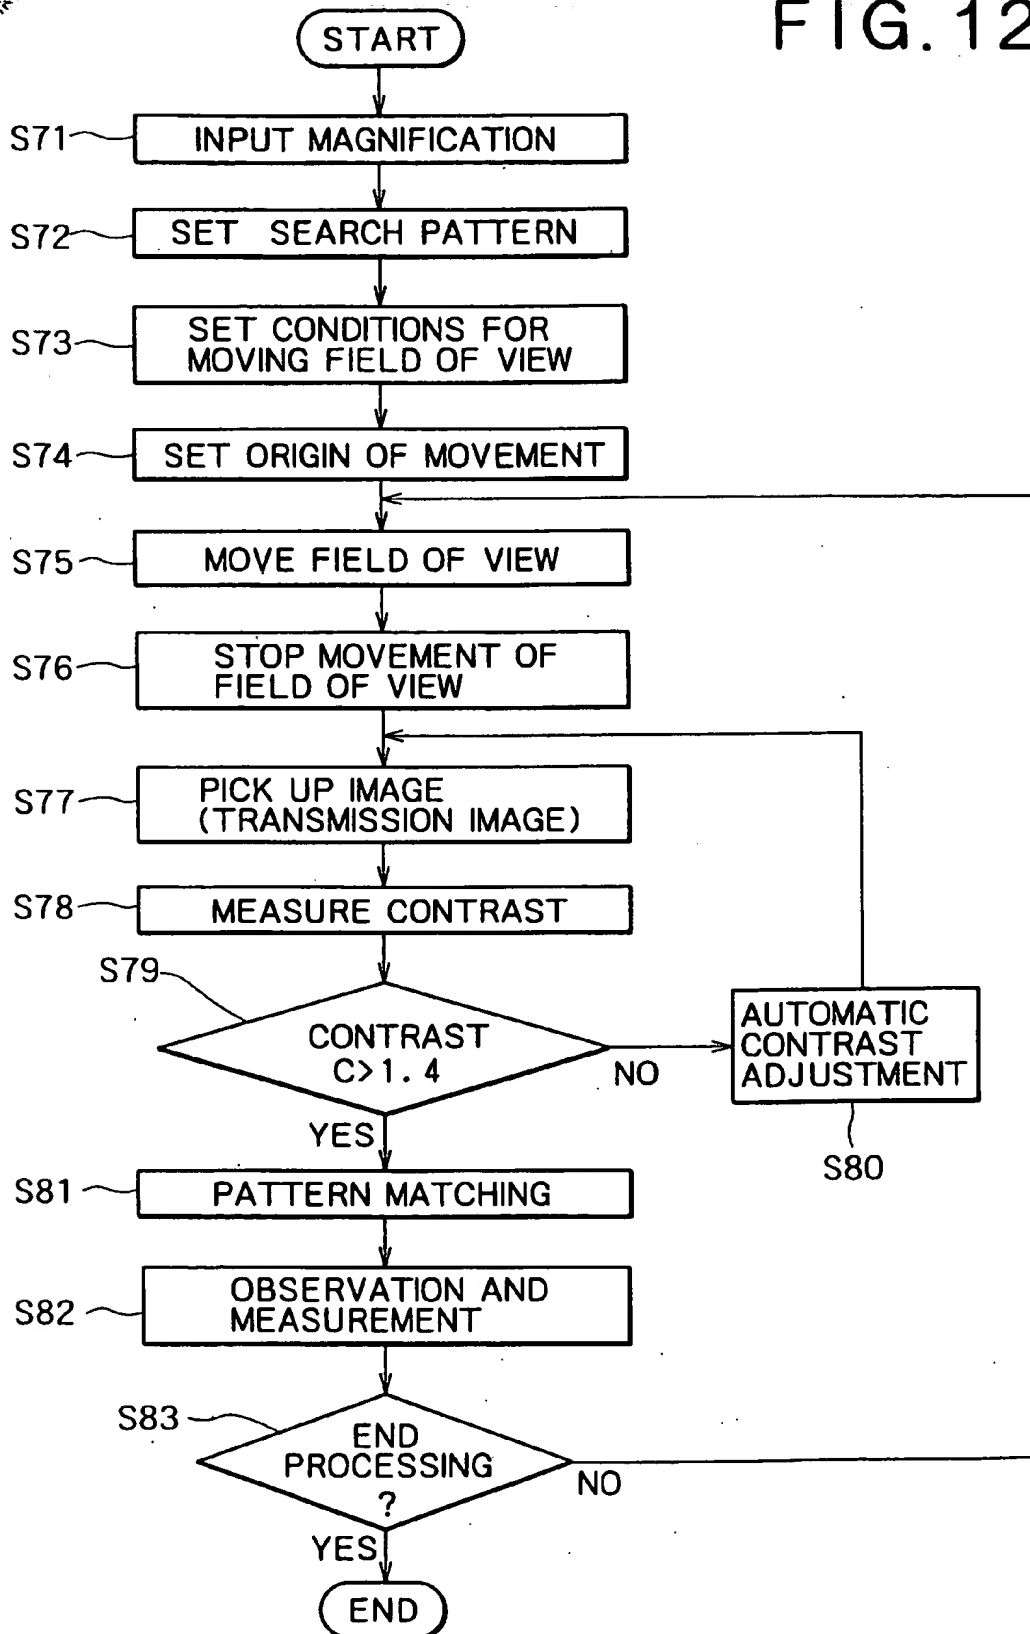 FIG. 12
START
S71
INPUT MAGNIFICATION
S72
SET SEARCH PATTERN
S73
SET CONDITIONS FOR
MOVING FIELD OF VIEW
S74
SET ORIGIN OF MOVEMENT
S75
MOVE FIELD OF VIEW
S76
STOP MOVEMENT OF
FIELD OF VIEW
S77
PICK UP IMAGE
(TRANSMISSION IMAGE)
S78
MEASURE CONTRAST
S79
CONTRAST
C>1.4
NO
AUTOMATIC
CONTRAST
ADJUSTMENT
S80
YES
S81
PATTERN MATCHING
S82
OBSERVATION AND
MEASUREMENT
S83
END
PROCESSING
?
NO
YES
END